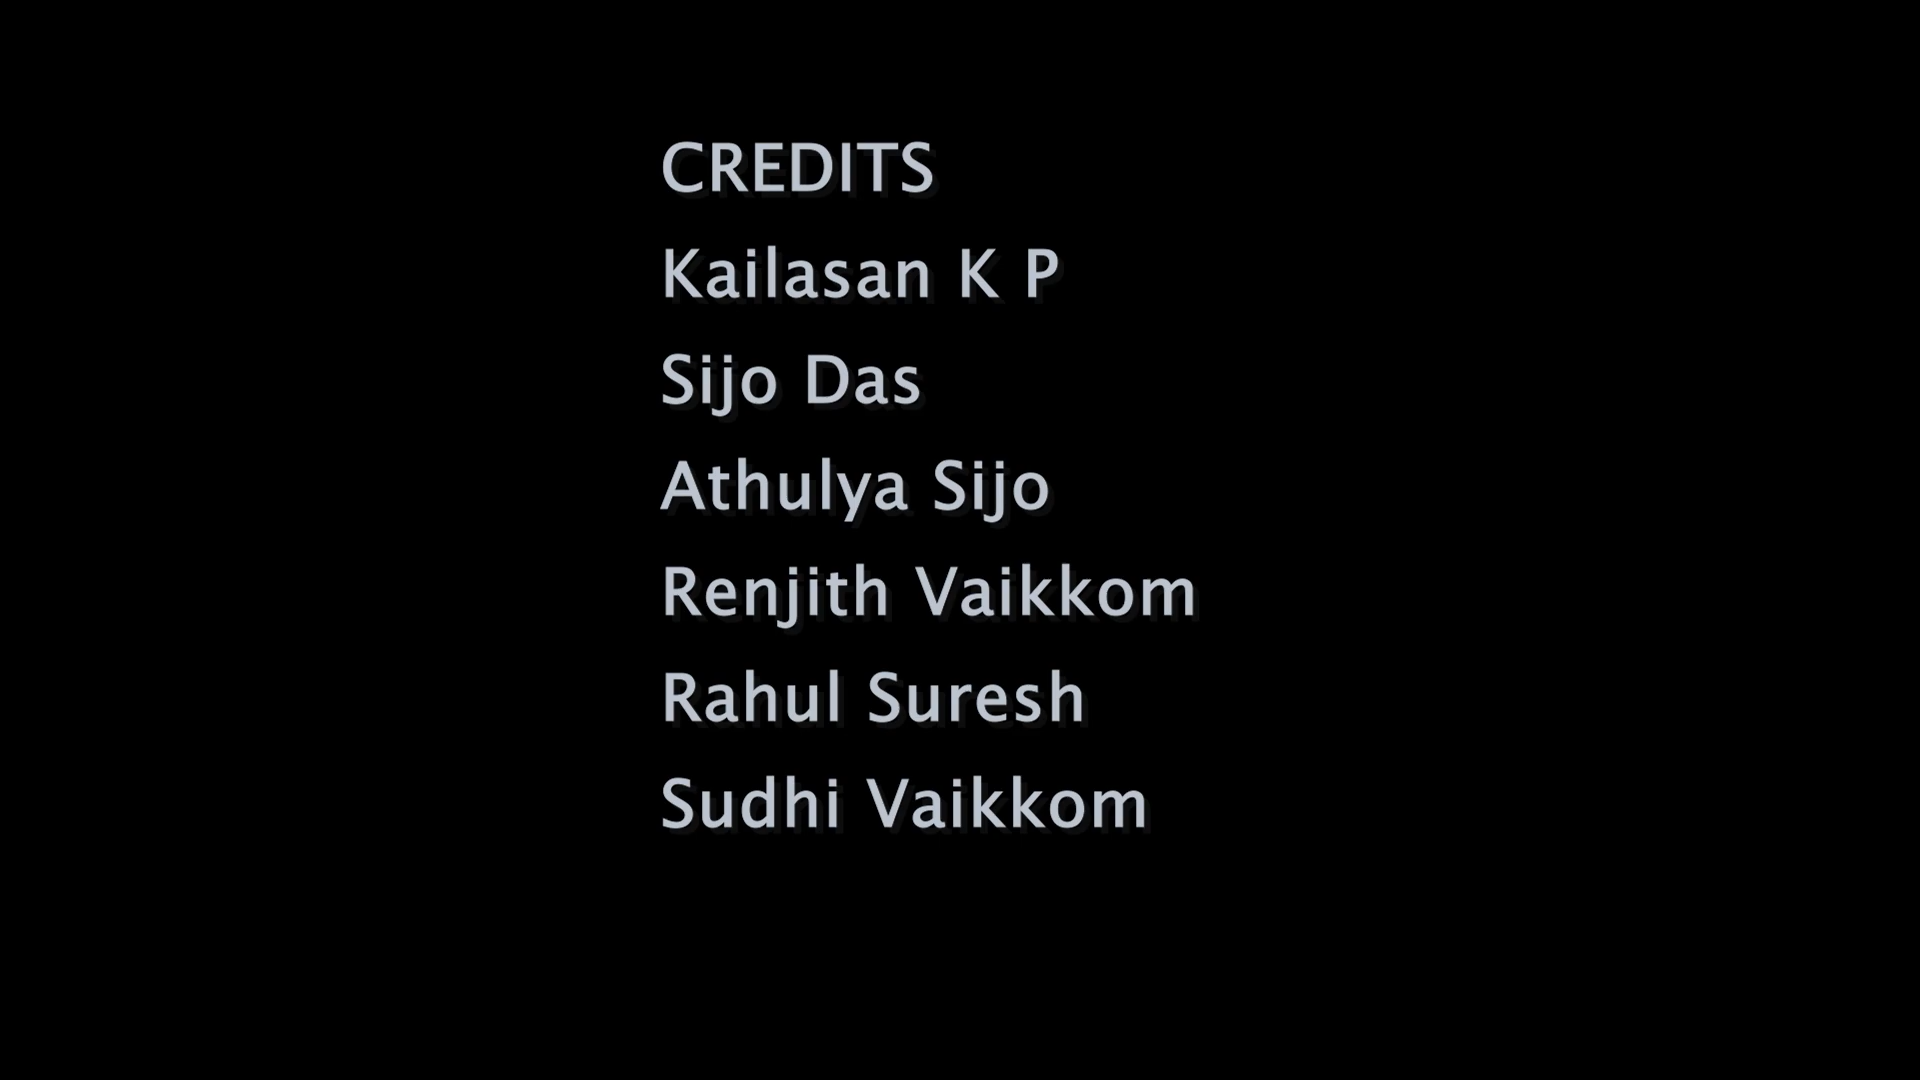 CREDITS
Kailasan K P
Sijo Das
Athulya Sijo
Renjith Vaikkom
Rahul Suresh
Sudhi Vaikkom